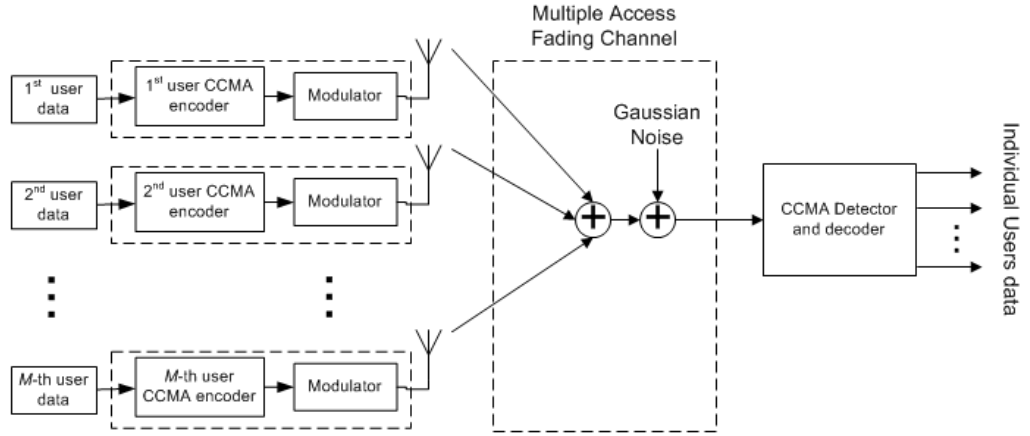 Multiple Access
Fading Channel
1st user
data
1st user CCMA
encoder
Modulator
Gaussian
Noise
2nd user
data
2nd user CCMA
encoder
Modulator
CCMA Detector
and decoder
Individual Users data
M-th user
data
M-th user
CCMA encoder
Modulator